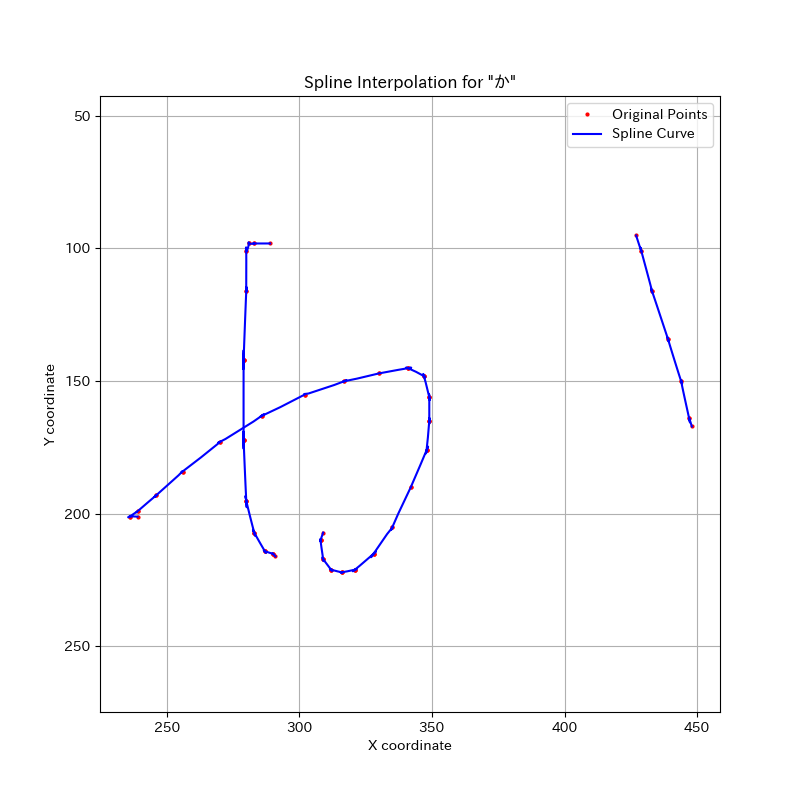 Spline Interpolation for "か"
Original Points
Spline Curve
Y coordinate
50
100
150
200
250
250 300 350 400 450
X coordinate